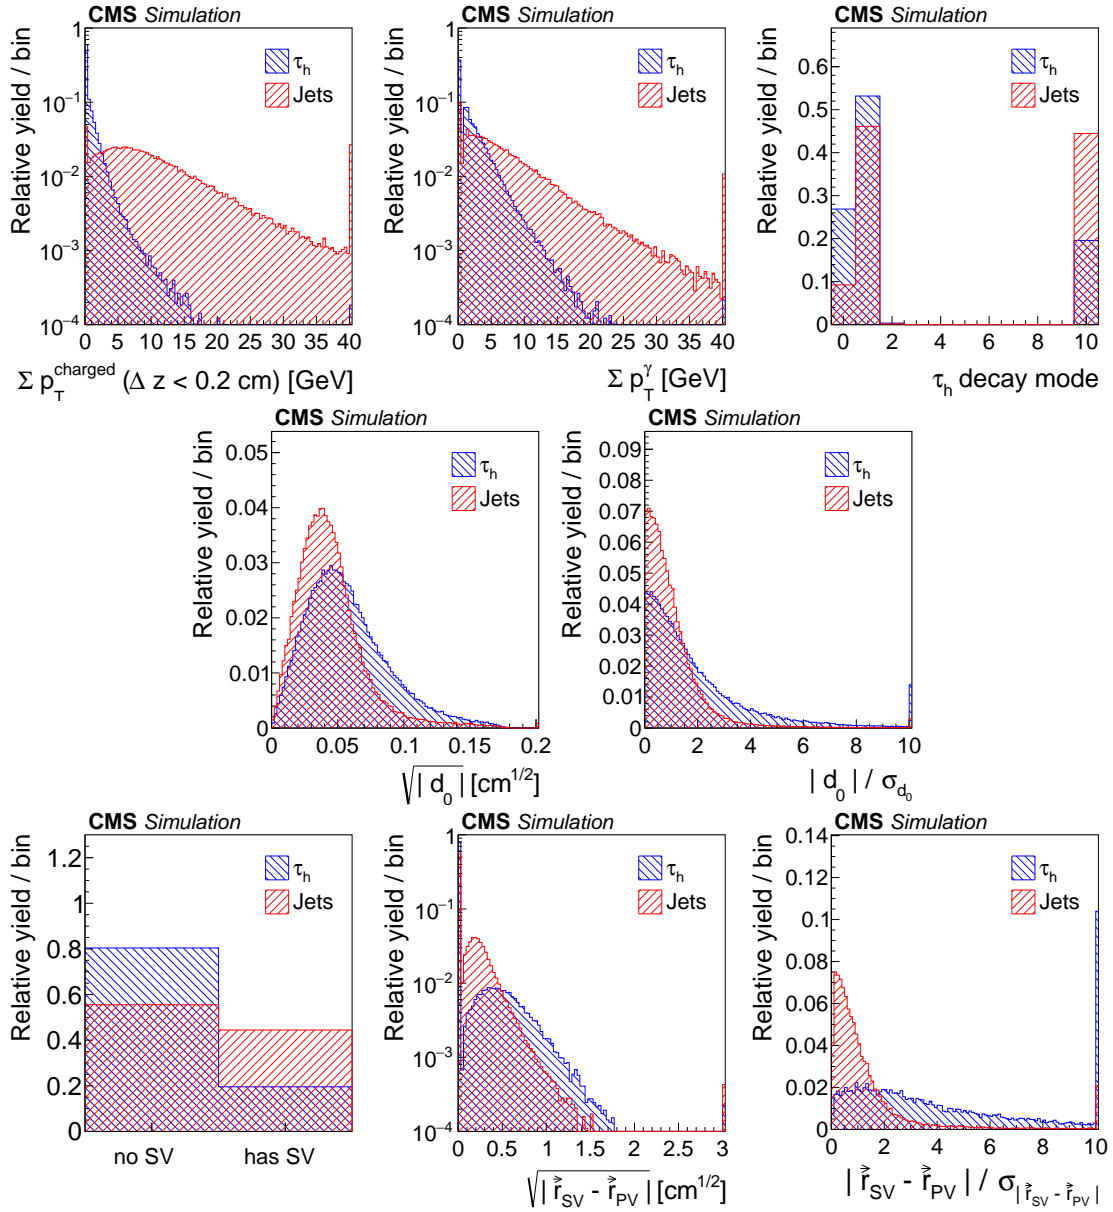 CMS Simulation
Relative yield / bin
τh
Jets
1
10⁻¹
10⁻²
10⁻³
10⁻⁴
0 5 10 15 20 25 30 35 40
Σ p_T^charged (Δ z < 0.2 cm) [GeV]
CMS Simulation
Relative yield / bin
τh
Jets
1
10⁻¹
10⁻²
10⁻³
10⁻⁴
0 5 10 15 20 25 30 35 40
Σ p_T^γ [GeV]
CMS Simulation
Relative yield / bin
τh
Jets
0.6
0.5
0.4
0.3
0.2
0.1
0
0 2 4 6 8 10
τh decay mode
CMS Simulation
Relative yield / bin
τh
Jets
0.05
0.04
0.03
0.02
0.01
0
0 0.05 0.1 0.15 0.2
√| d₀ | [cm^1/2]
CMS Simulation
Relative yield / bin
τh
Jets
0.09
0.08
0.07
0.06
0.05
0.04
0.03
0.02
0.01
0
0 2 4 6 8 10
| d₀ | / σ_d₀
CMS Simulation
Relative yield / bin
τh
Jets
1.2
1
0.8
0.6
0.4
0.2
0
no SV has SV
CMS Simulation
Relative yield / bin
τh
Jets
1
10⁻¹
10⁻²
10⁻³
10⁻⁴
0 0.5 1 1.5 2 2.5 3
√| r⃗_SV - r⃗_PV | [cm^1/2]
CMS Simulation
Relative yield / bin
τh
Jets
0.14
0.12
0.1
0.08
0.06
0.04
0.02
0
0 2 4 6 8 10
| r⃗_SV - r⃗_PV | / σ_| r⃗_SV - r⃗_PV |